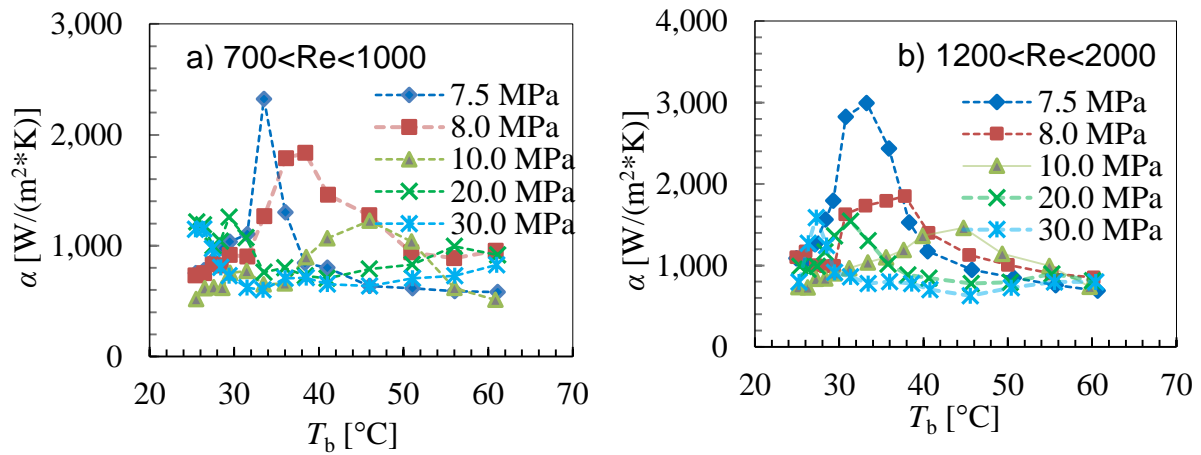 a) 700<Re<1000
α [W/(m²*K)]
3,000
2,000
1,000
0
7.5 MPa
8.0 MPa
10.0 MPa
20.0 MPa
30.0 MPa
20 30 40 50 60 70
T_b [°C]
b) 1200<Re<2000
α [W/(m²*K)]
4,000
3,000
2,000
1,000
0
7.5 MPa
8.0 MPa
10.0 MPa
20.0 MPa
30.0 MPa
20 30 40 50 60 70
T_b [°C]